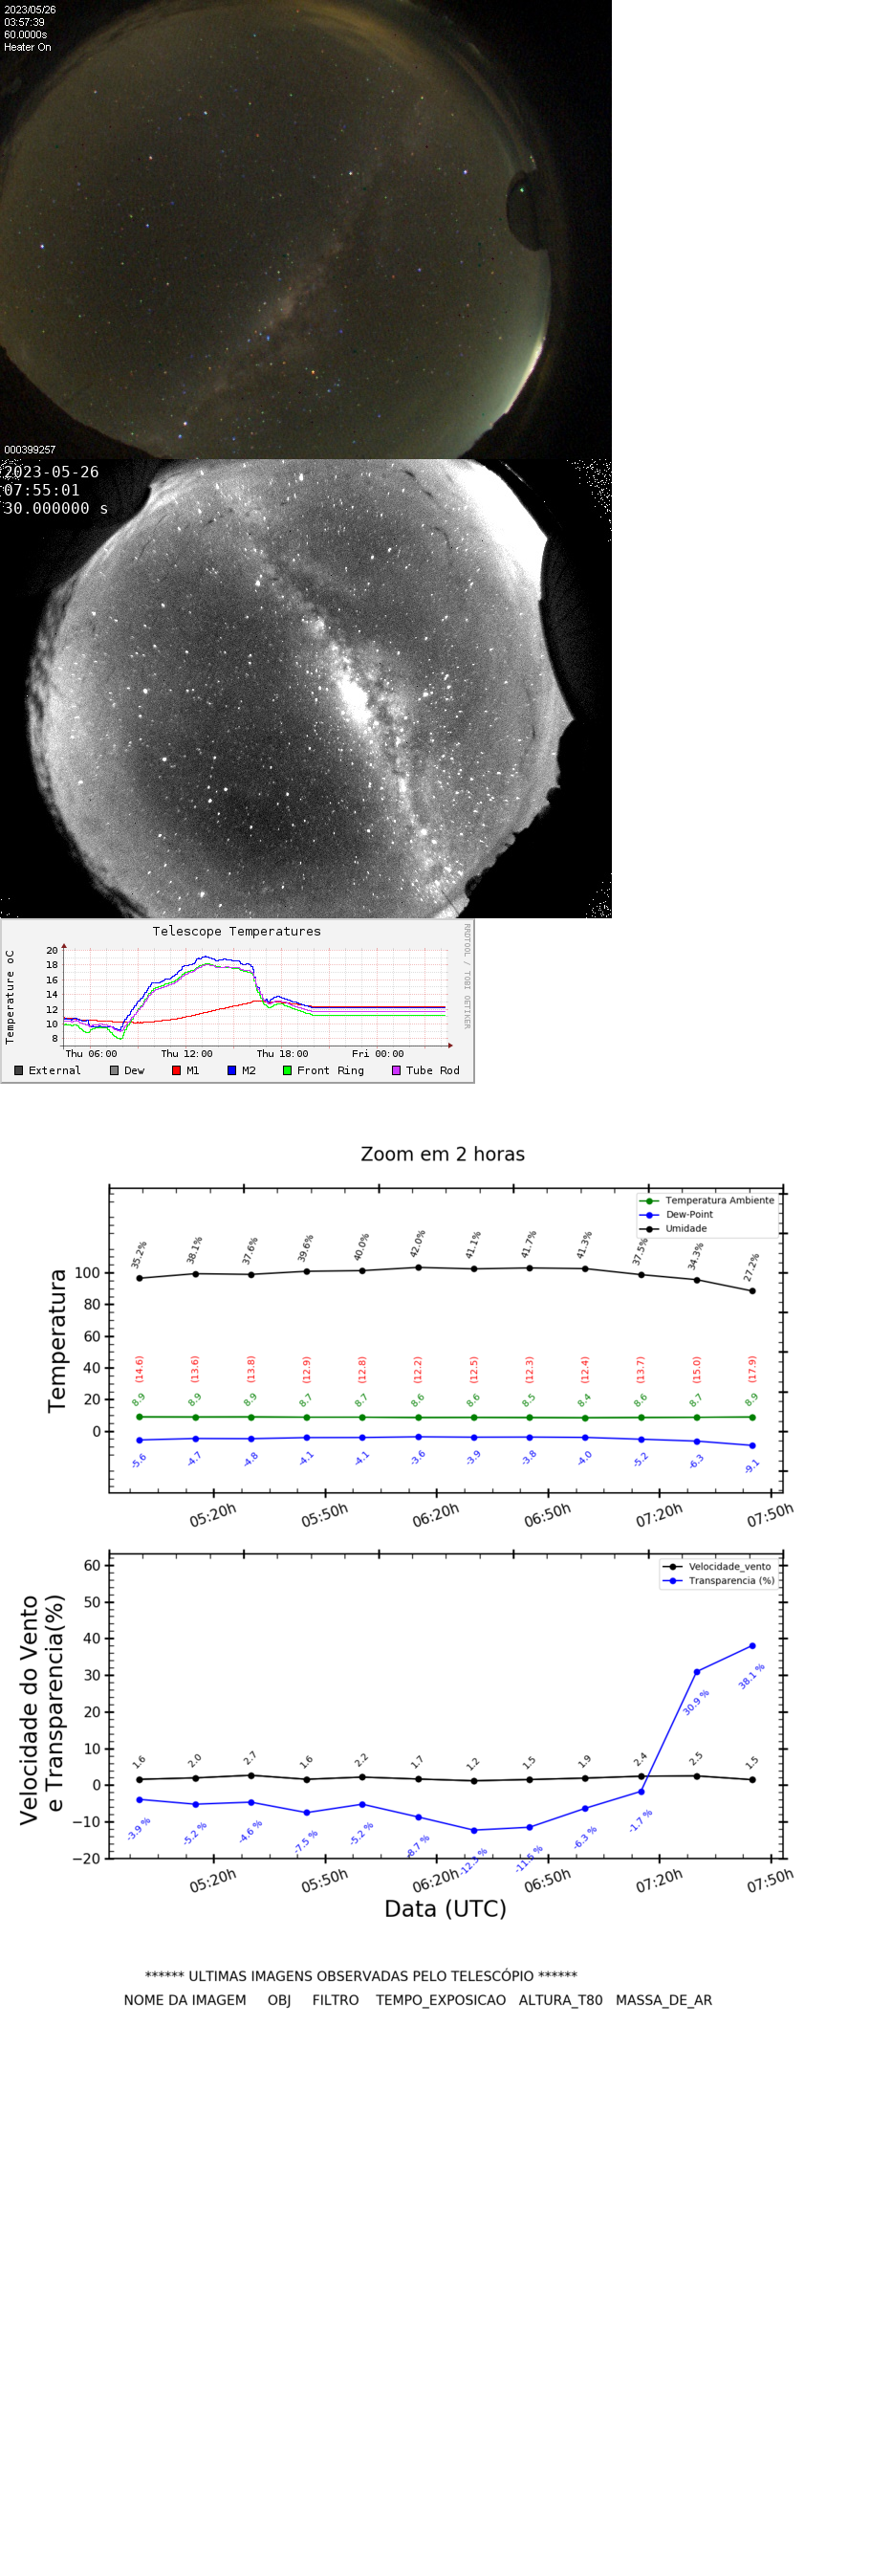 2023/05/26
03:57:39
60.0000s
Heater On
000399257
2023-05-26
07:55:01
30.000000 s
Telescope Temperatures
RRDTOOL / TOBI OETIKER
Temperature oC
20
18
16
14
12
10
8
Thu 06:00 Thu 12:00 Thu 18:00 Fri 00:00
External Dew M1 M2 Front Ring Tube Rod
Zoom em 2 horas
Temperatura Ambiente
Dew-Point
Umidade
Temperatura
100
80
60
40
20
0
35.2% 38.1% 37.6% 39.6% 40.0% 42.0% 41.1% 41.7% 41.3% 37.5% 34.3% 27.2%
(14.6) (13.6) (13.8) (12.9) (12.8) (12.2) (12.5) (12.3) (12.4) (13.7) (15.0) (17.9)
8.9 8.9 8.9 8.7 8.7 8.6 8.6 8.5 8.4 8.6 8.7 8.9
-5.6 -4.7 -4.8 -4.1 -4.1 -3.6 -3.9 -3.8 -4.0 -5.2 -6.3 -9.1
05:20h 05:50h 06:20h 06:50h 07:20h 07:50h
Velocidade_vento
Transparencia (%)
Velocidade do Vento
e Transparencia(%)
60
50
40
30
20
10
0
−10
−20
1.6 2.0 2.7 1.6 2.2 1.7 1.2 1.5 1.9 2.4 2.5 1.5
-3.9 % -5.2 % -4.6 % -7.5 % -5.2 % -8.7 % -11.5 % -6.3 % -1.7 % 30.9 % 38.1 %
05:20h 05:50h 06:20h 06:50h 07:20h 07:50h
Data (UTC)
****** ULTIMAS IMAGENS OBSERVADAS PELO TELESCÓPIO ******
NOME DA IMAGEM OBJ FILTRO TEMPO_EXPOSICAO ALTURA_T80 MASSA_DE_AR